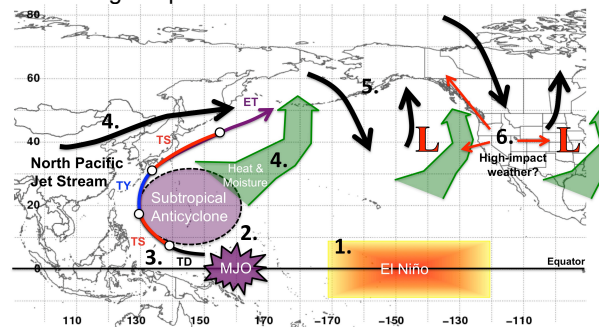 80
60
40
20
0
5.
ET
4.
TS
North Pacific
Jet Stream
TY
Heat &
Moisture
4.
L
6.
L
High-impact
weather?
Subtropical
Anticyclone
TS
3.
TD
2.
MJO
1.
El Niño
Equator
110 130 150 170 −170 −150 −130 −110 −90